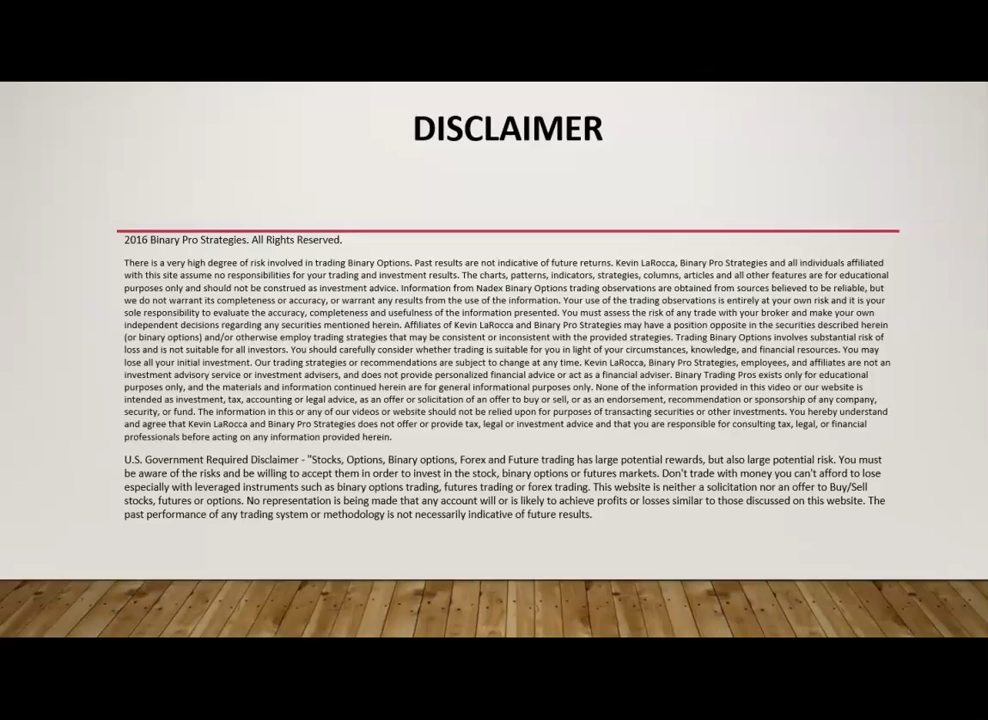 DISCLAIMER
2016 Binary Pro Strategies. All Rights Reserved.
There is a very high degree of risk involved in trading Binary Options. Past results are not indicative of future returns. Kevin LaRocca, Binary Pro Strategies and all individuals affiliated
with this site assume no responsibilities for your trading and investment results. The charts, patterns, indicators, strategies, columns, articles and all other features are for educational
purposes only and should not be construed as investment advice. Information from Nadex Binary Options trading observations are obtained from sources believed to be reliable, but
we do not warrant its completeness or accuracy, or warrant any results from the use of the information. Your use of the trading observations is entirely at your own risk and it is your
sole responsibility to evaluate the accuracy, completeness and usefulness of the information presented. You must assess the risk of any trade with your broker and make your own
independent decisions regarding any securities mentioned herein. Affiliates of Kevin LaRocca and Binary Pro Strategies may have a position opposite in the securities described herein
(or binary options) and/or otherwise employ trading strategies that may be consistent or inconsistent with the provided strategies. Trading Binary Options involves substantial risk of
loss and is not suitable for all investors. You should carefully consider whether trading is suitable for you in light of your circumstances, knowledge, and financial resources. You may
lose all your initial investment. Our trading strategies or recommendations are subject to change at any time. Kevin LaRocca, Binary Pro Strategies, employees, and affiliates are not an
investment advisory service or investment advisers, and does not provide personalized financial advice or act as a financial adviser. Binary Trading Pros exists only for educational
purposes only, and the materials and information continued herein are for general informational purposes only. None of the information provided in this video or our website is
intended as investment, tax, accounting or legal advice, as an offer or solicitation of an offer to buy or sell, or as an endorsement, recommendation or sponsorship of any company,
security, or fund. The information in this or any of our videos or website should not be relied upon for purposes of transacting securities or other investments. You hereby understand
and agree that Kevin LaRocca and Binary Pro Strategies does not offer or provide tax, legal or investment advice and that you are responsible for consulting tax, legal, or financial
professionals before acting on any information provided herein.
U.S. Government Required Disclaimer - "Stocks, Options, Binary options, Forex and Future trading has large potential rewards, but also large potential risk. You must
be aware of the risks and be willing to accept them in order to invest in the stock, binary options or futures markets. Don't trade with money you can't afford to lose
especially with leveraged instruments such as binary options trading, futures trading or forex trading. This website is neither a solicitation nor an offer to Buy/Sell
stocks, futures or options. No representation is being made that any account will or is likely to achieve profits or losses similar to those discussed on this website. The
past performance of any trading system or methodology is not necessarily indicative of future results.